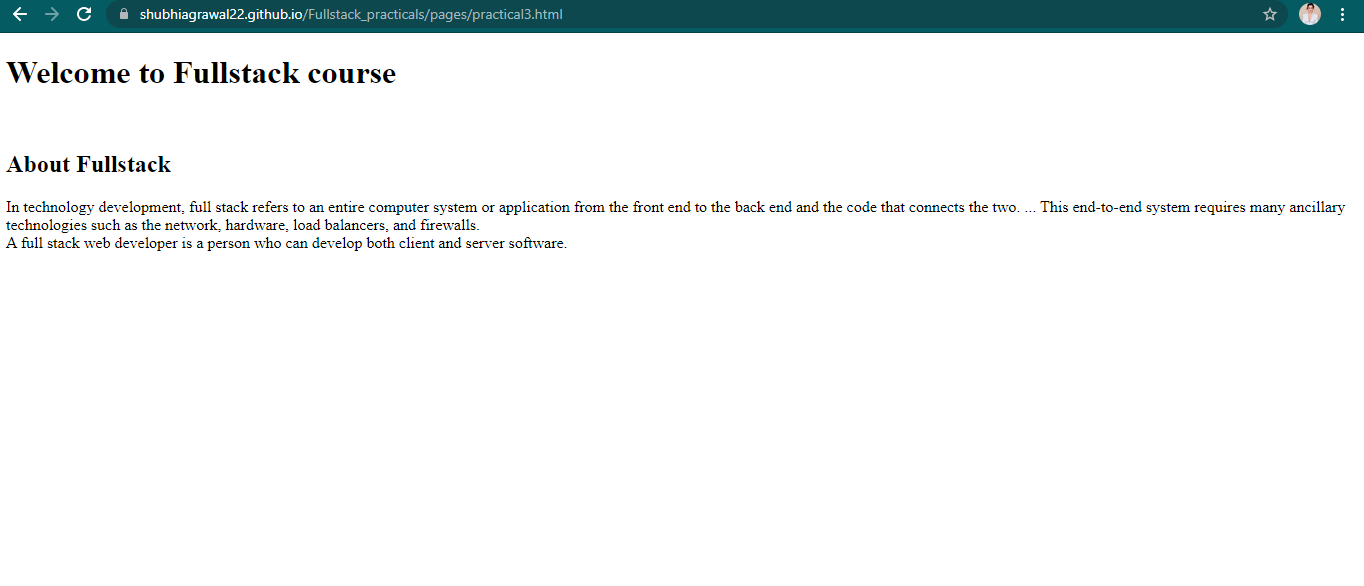 shubhiagrawal22.github.io/Fullstack_practicals/pages/practical3.html
Welcome to Fullstack course
About Fullstack
In technology development, full stack refers to an entire computer system or application from the front end to the back end and the code that connects the two. ... This end-to-end system requires many ancillary
technologies such as the network, hardware, load balancers, and firewalls.
A full stack web developer is a person who can develop both client and server software.